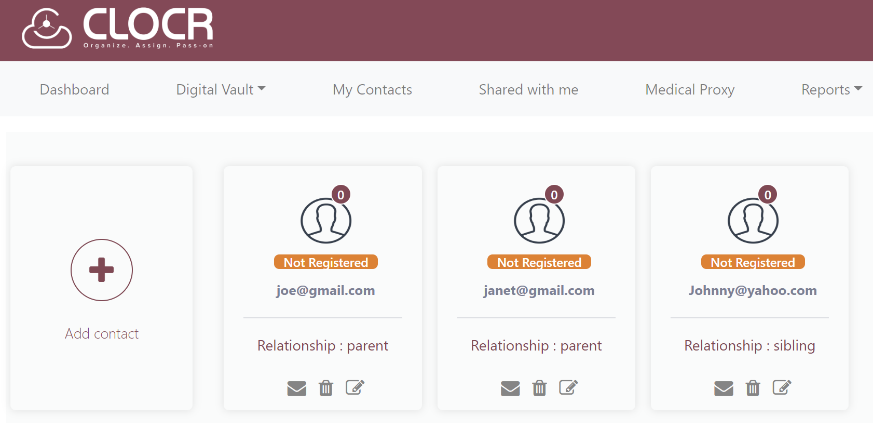 CLOCR
Organize. Assign. Pass-on
Dashboard
Digital Vault
My Contacts
Shared with me
Medical Proxy
Reports
Add contact
0
Not Registered
joe@gmail.com
Relationship : parent
0
Not Registered
janet@gmail.com
Relationship : parent
0
Not Registered
Johnny@yahoo.com
Relationship : sibling